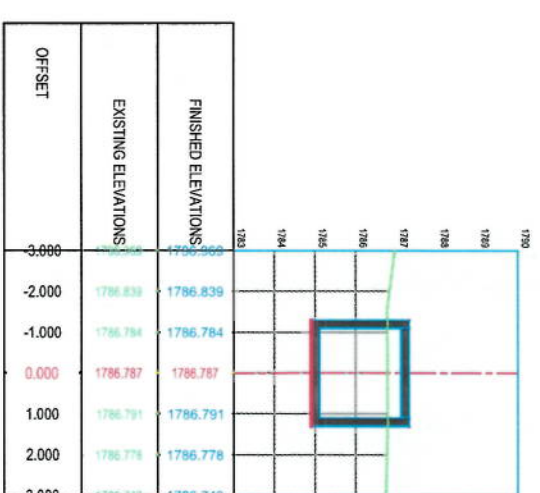 OFFSET
EXISTING ELEVATIONS
FINISHED ELEVATIONS
1783
1784
1785
1786
1787
1788
1789
1790
-3.000 1786.969
-2.000 1786.839 1786.839
-1.000 1786.784 1786.784
0.000 1786.787 1786.787
1.000 1786.791 1786.791
2.000 1786.778 1786.778